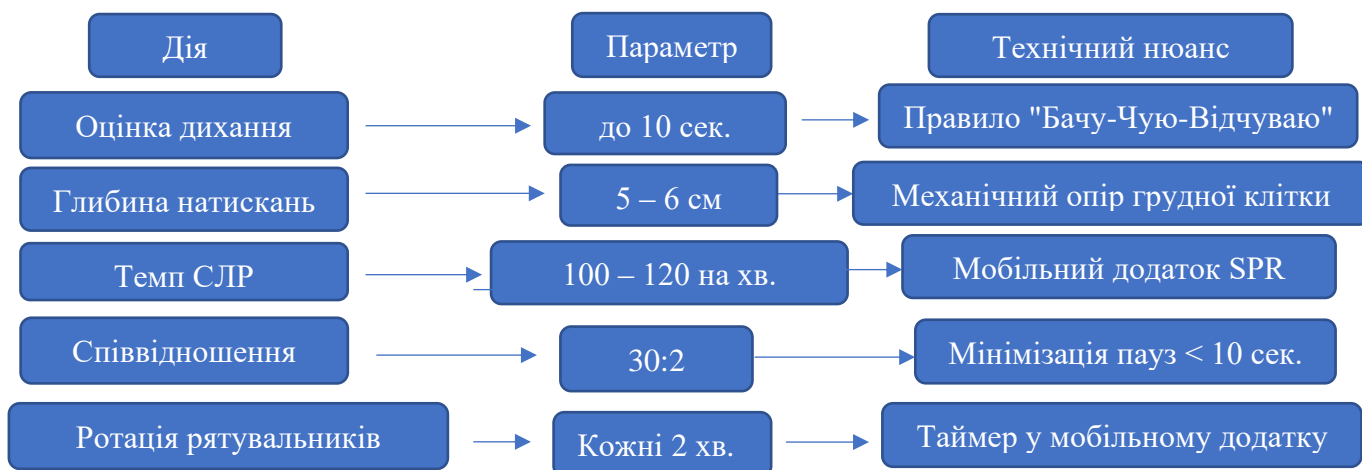 Дія
Параметр
Технічний нюанс
Оцінка дихання
до 10 сек.
Правило "Бачу-Чую-Відчуваю"
Глибина натискань
5 – 6 см
Механічний опір грудної клітки
Темп СЛР
100 – 120 на хв.
Мобільний додаток SPR
Співвідношення
30:2
Мінімізація пауз < 10 сек.
Ротація рятувальників
Кожні 2 хв.
Таймер у мобільному додатку